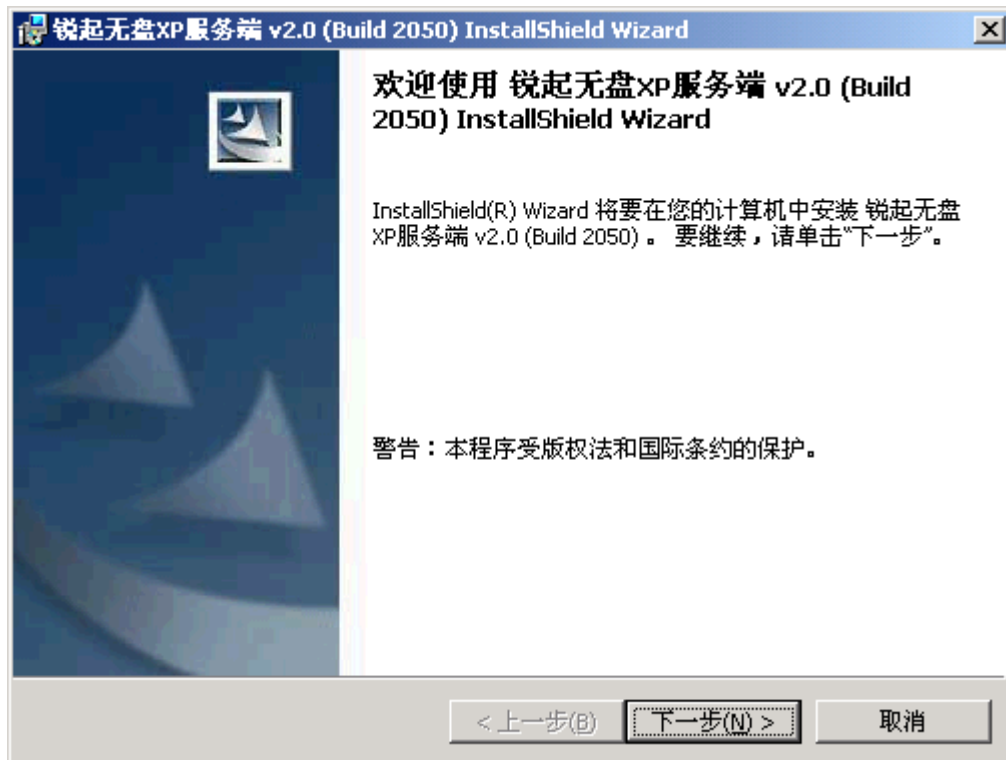 锐起无盘XP服务端 v2.0 (Build 2050) InstallShield Wizard
欢迎使用 锐起无盘XP服务端 v2.0 (Build
2050) InstallShield Wizard
InstallShield(R) Wizard 将要在您的计算机中安装 锐起无盘
XP服务端 v2.0 (Build 2050) 。 要继续，请单击“下一步”。
警告：本程序受版权法和国际条约的保护。
< 上一步(B) 下一步(N) > 取消